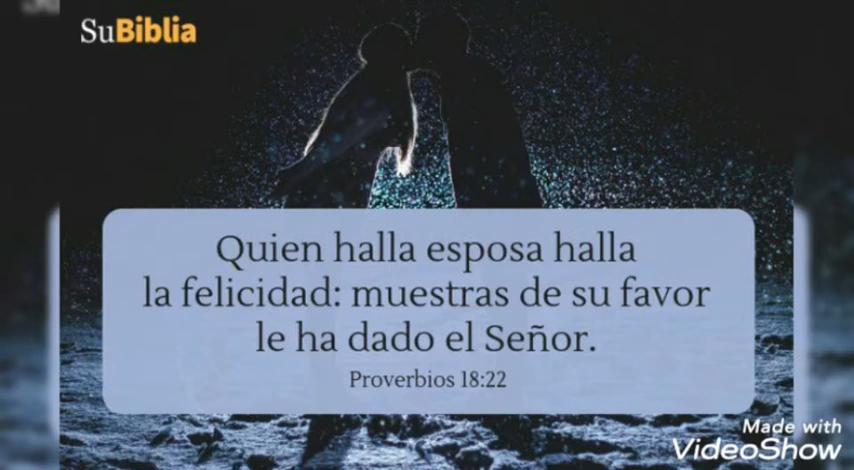 SuBiblia
Quien halla esposa halla
la felicidad: muestras de su favor
le ha dado el Señor.
Proverbios 18:22
Made with
VideoShow